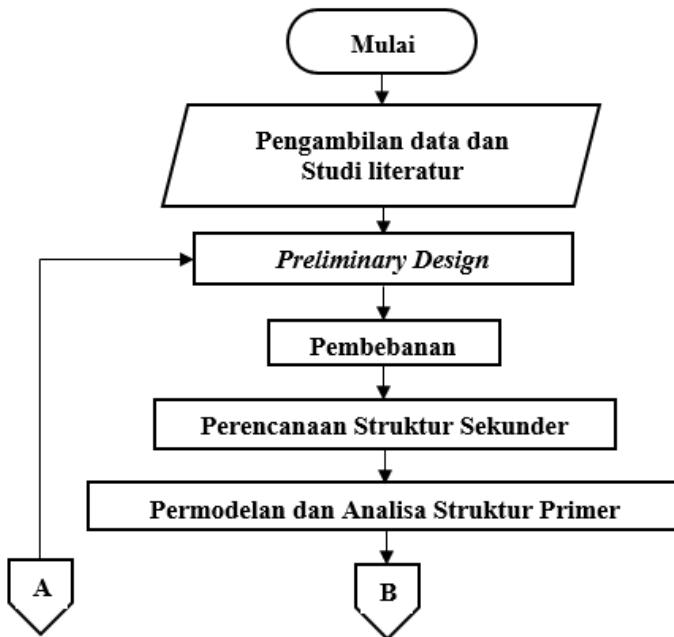 Mulai
Pengambilan data dan
Studi literatur
Preliminary Design
Pembebanan
Perencanaan Struktur Sekunder
Permodelan dan Analisa Struktur Primer
A
B